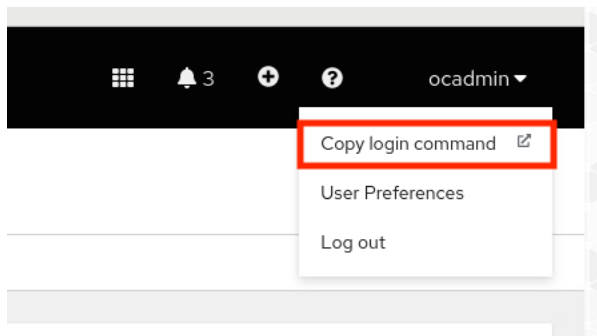 3
ocadmin
Copy login command
User Preferences
Log out